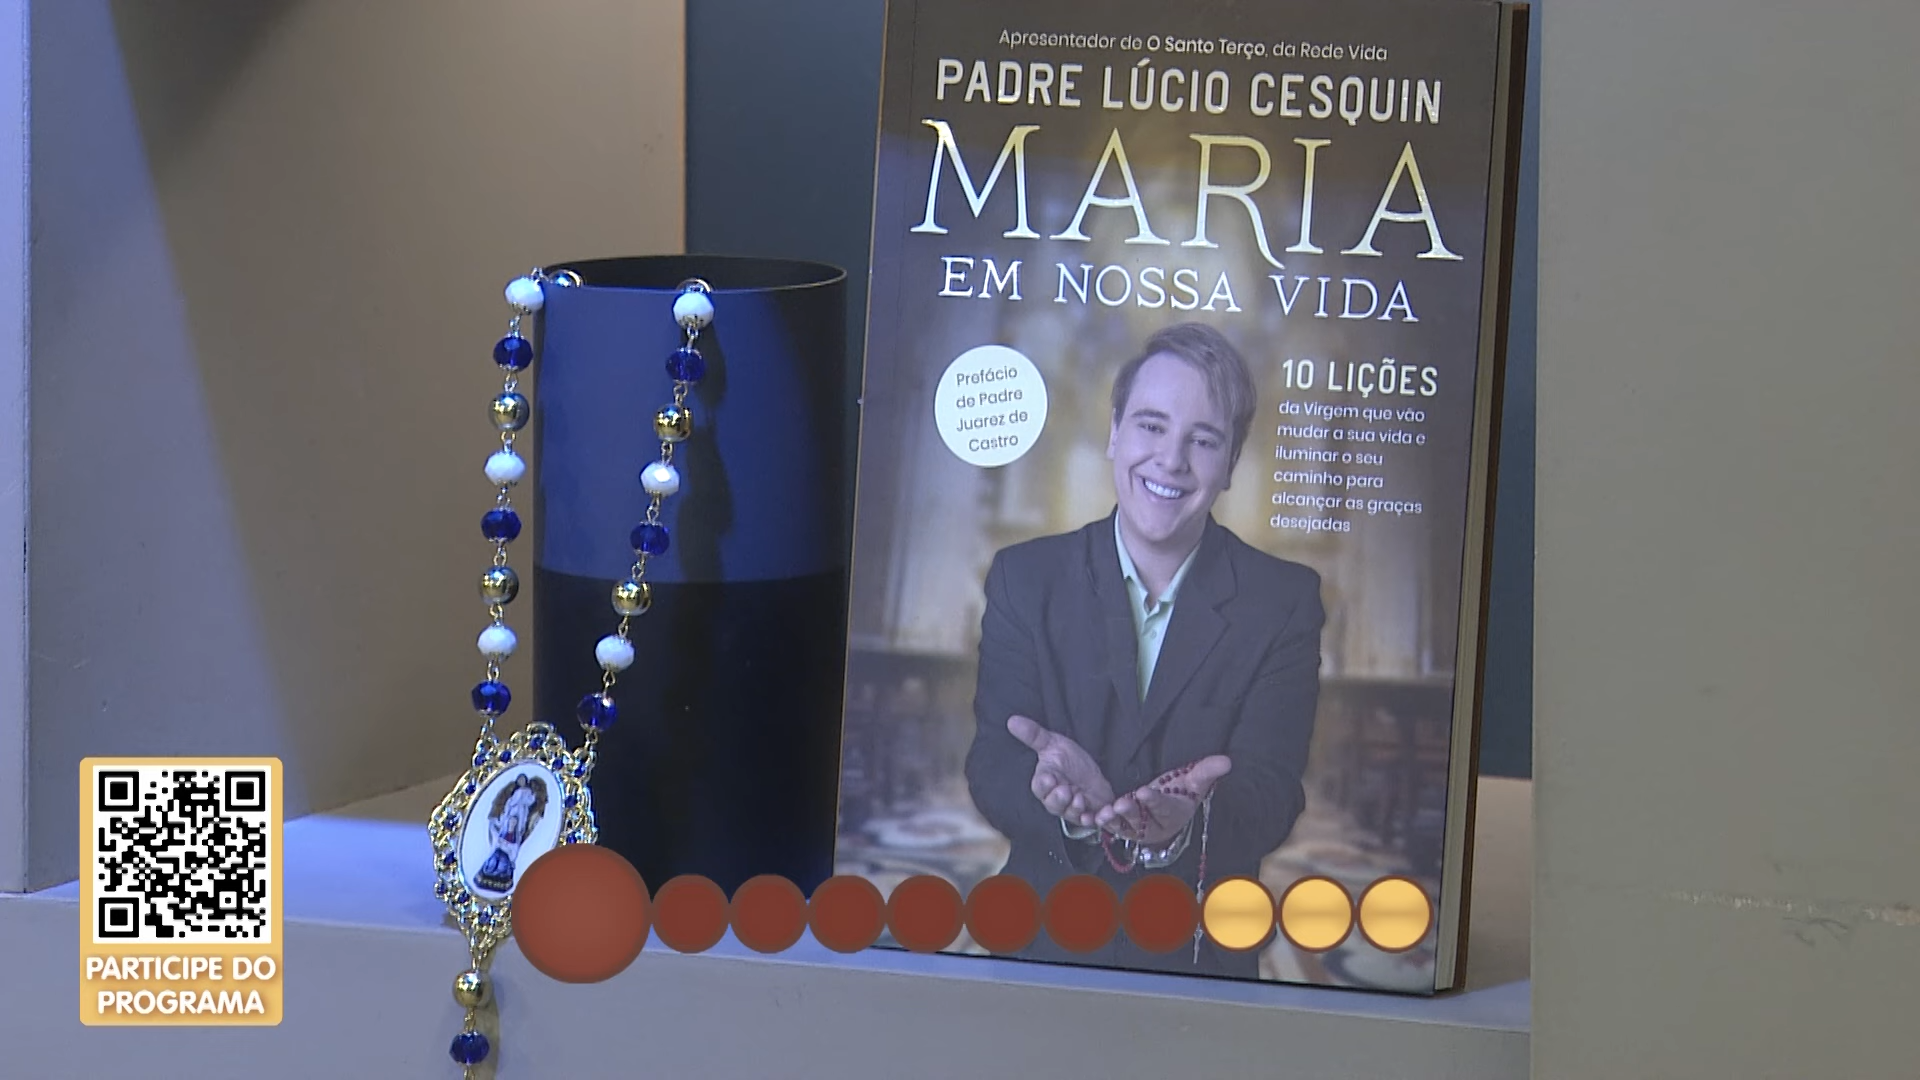 Apresentador de O Santo Terço, da Rede Vida
PADRE LÚCIO CESQUIN
MARIA
EM NOSSA VIDA
Prefácio
de Padre
Juarez de
Castro
10 LIÇÕES
da Virgem que vão
mudar a sua vida e
iluminar o seu
caminho para
alcançar as graças
desejadas
PARTICIPE DO
PROGRAMA